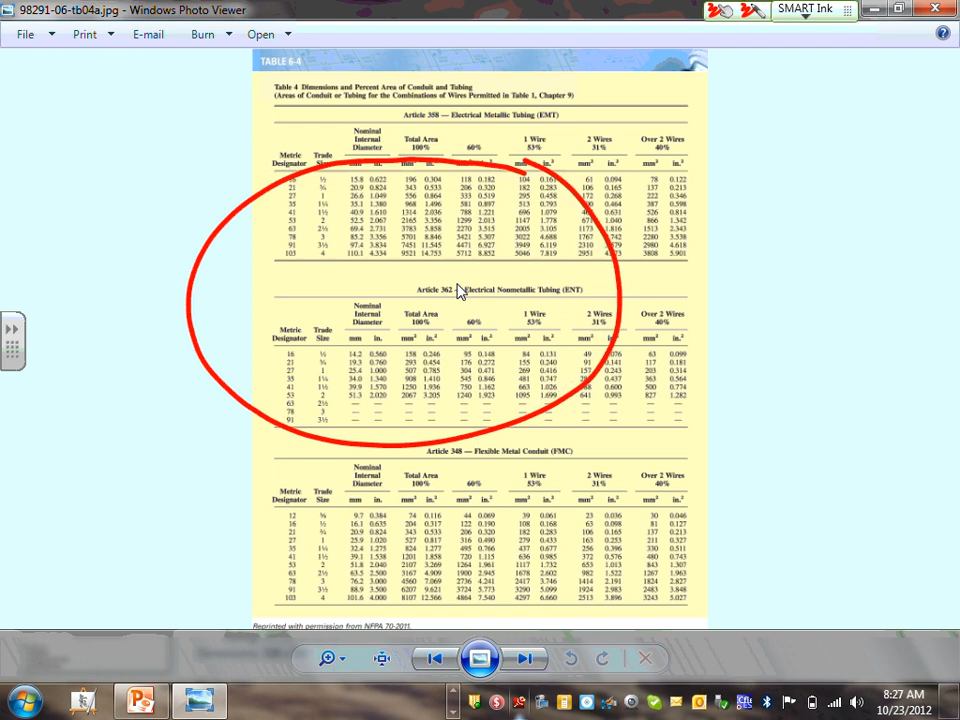 98291-06-tb04a.jpg - Windows Photo Viewer
SMART Ink
File Print E-mail Burn Open
TABLE 6-4
Table 4 Dimensions and Percent Area of Conduit and Tubing
(Areas of Conduit or Tubing for the Combinations of Wires Permitted in Table 1, Chapter 9)
Article 358 — Electrical Metallic Tubing (EMT)
Nominal
Internal Total Area 1 Wire 2 Wires Over 2 Wires
Diameter 100% 60% 53% 31% 40%
Metric Trade
Designator Size mm in. mm² in.² mm² in.² mm² in.² mm² in.² mm² in.²
½ 15.8 0.622 196 0.304 118 0.182 104 0.161 61 0.094 78 0.122
21 ¾ 20.9 0.824 343 0.533 206 0.320 182 0.283 106 0.165 137 0.213
27 1 26.6 1.049 556 0.864 333 0.519 295 0.458 172 0.268 222 0.346
35 1¼ 35.1 1.380 968 1.496 581 0.897 513 0.793 0.464 387 0.598
41 1½ 40.9 1.610 1314 2.036 788 1.221 696 1.079 0.631 526 0.814
53 2 52.5 2.067 2165 3.356 1299 2.013 1147 1.778 1.040 866 1.342
63 2½ 69.4 2.731 3783 5.858 2270 3.515 2005 3.105 1173 1.816 1513 2.343
78 3 85.2 3.356 5701 8.846 3421 5.307 3022 4.688 1767 2280 3.538
91 3½ 97.4 3.834 7451 11.545 4471 6.927 3949 6.119 2310 2980 4.618
103 4 110.1 4.334 9521 14.753 5712 8.852 5046 7.819 2951 3808 5.901
Article 362 — Electrical Nonmetallic Tubing (ENT)
Nominal
Internal Total Area 1 Wire 2 Wires Over 2 Wires
Diameter 100% 60% 53% 31% 40%
Metric Trade
Designator Size mm in. mm² in.² mm² in.² mm² in.² mm² in.² mm² in.²
16 ½ 14.2 0.560 158 0.246 95 0.148 84 0.131 49 63 0.099
21 ¾ 19.3 0.760 293 0.454 176 0.272 155 0.240 91 117 0.181
27 1 25.4 1.000 507 0.785 304 0.471 269 0.416 157 0.243 203 0.314
35 1¼ 34.0 1.340 908 1.410 545 0.846 481 0.747 0.437 363 0.564
41 1½ 39.9 1.570 1250 1.936 750 1.162 663 1.026 0.600 500 0.774
53 2 51.3 2.020 2067 3.205 1240 1.923 1095 1.699 641 0.993 827 1.282
63 2½ — — — — — — — — — — — —
78 3 — — — — — — — — — — — —
91 3½ — — — — — — — — — — — —
Article 348 — Flexible Metal Conduit (FMC)
Nominal
Internal Total Area 1 Wire 2 Wires Over 2 Wires
Diameter 100% 60% 53% 31% 40%
Metric Trade
Designator Size mm in. mm² in.² mm² in.² mm² in.² mm² in.² mm² in.²
12 ⅜ 9.7 0.384 74 0.116 44 0.069 39 0.061 23 0.036 30 0.046
16 ½ 16.1 0.635 204 0.317 122 0.190 108 0.168 63 0.098 81 0.127
21 ¾ 20.9 0.824 343 0.533 206 0.320 182 0.283 106 0.165 137 0.213
27 1 25.9 1.020 527 0.817 316 0.490 279 0.433 163 0.253 211 0.327
35 1¼ 32.4 1.275 824 1.277 495 0.766 437 0.677 256 0.396 330 0.511
41 1½ 39.1 1.538 1201 1.858 720 1.115 636 0.985 372 0.576 480 0.743
53 2 51.8 2.040 2107 3.269 1264 1.961 1117 1.732 653 1.013 843 1.307
63 2½ 63.5 2.500 3167 4.909 1900 2.945 1678 2.602 982 1.522 1267 1.963
78 3 76.2 3.000 4560 7.069 2736 4.241 2417 3.746 1414 2.191 1824 2.827
91 3½ 88.9 3.500 6207 9.621 3724 5.773 3290 5.099 1924 2.983 2483 3.848
103 4 101.6 4.000 8107 12.566 4864 7.540 4297 6.660 2513 3.896 3243 5.027
Reprinted with permission from NFPA 70-2011.
8:27 AM
10/23/2012